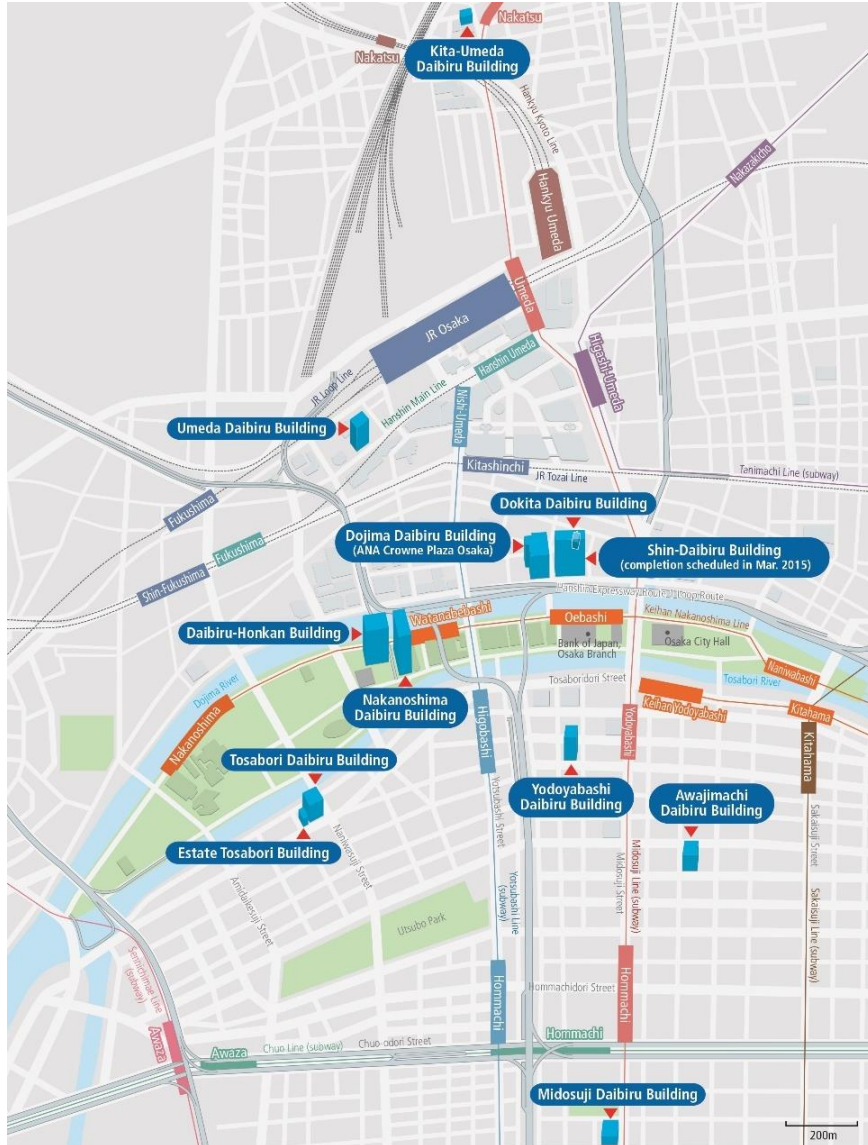 Nakatsu
Nakatsu
Kita-Umeda
Daibiru Building
Hankyu Kyoto Line
Nakazakicho
Hankyu Umeda
Umeda
JR Osaka
Hanshin Umeda
Higashi-Umeda
JR Loop Line
Hanshin Main Line
Nishi-Umeda
Umeda Daibiru Building
Kitashinchi
JR Tozai Line
Tanimachi Line (subway)
Fukushima
Fukushima
Shin-Fukushima
Dokita Daibiru Building
Dojima Daibiru Building
(ANA Crowne Plaza Osaka)
Shin-Daibiru Building
(completion scheduled in Mar. 2015)
Hanshin Expressway Route 1 Loop Route
Daibiru-Honkan Building
Watanabebashi
Oebashi
Keihan Nakanoshima Line
Bank of Japan,
Osaka Branch
Osaka City Hall
Naniwabashi
Dojima River
Tosaboridori Street
Tosabori River
Nakanoshima
Nakanoshima
Daibiru Building
Keihan Yodoyabashi
Kitahama
Higobashi
Yodoyabashi
Kitahama
Tosabori Daibiru Building
Yodoyabashi
Daibiru Building
Awajimachi
Daibiru Building
Estate Tosabori Building
Naniwasuji Street
Amidaikesuji Street
Yotsubashi Street
Yotsubashi Line
(subway)
Midosuji Street
Midosuji Line (subway)
Sakaisuji Street
Sakaisuji Line (subway)
Utsubo Park
Sennichimae Line
(subway)
Hommachi
Hommachidori Street
Hommachi
Awaza
Awaza
Chuo Line (subway)
Chuo-odori Street
Hommachi
Midosuji Daibiru Building
200m